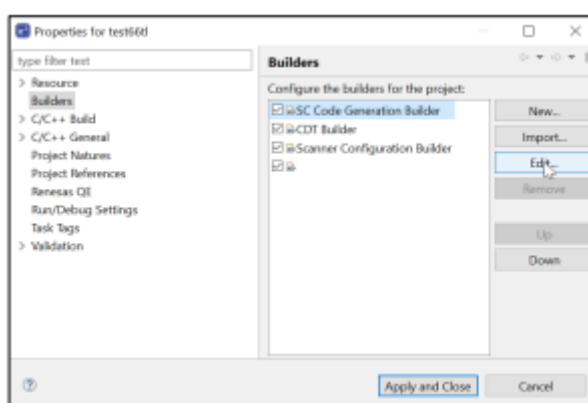 Properties for test66tl
type filter text
Resource
Builders
C/C++ Build
C/C++ General
Project Natures
Project References
Renesas QE
Run/Debug Settings
Task Tags
Validation
Builders
Configure the builders for the project:
SC Code Generation Builder
CDT Builder
Scanner Configuration Builder
New...
Import...
Edit...
Remove
Up
Down
Apply and Close
Cancel